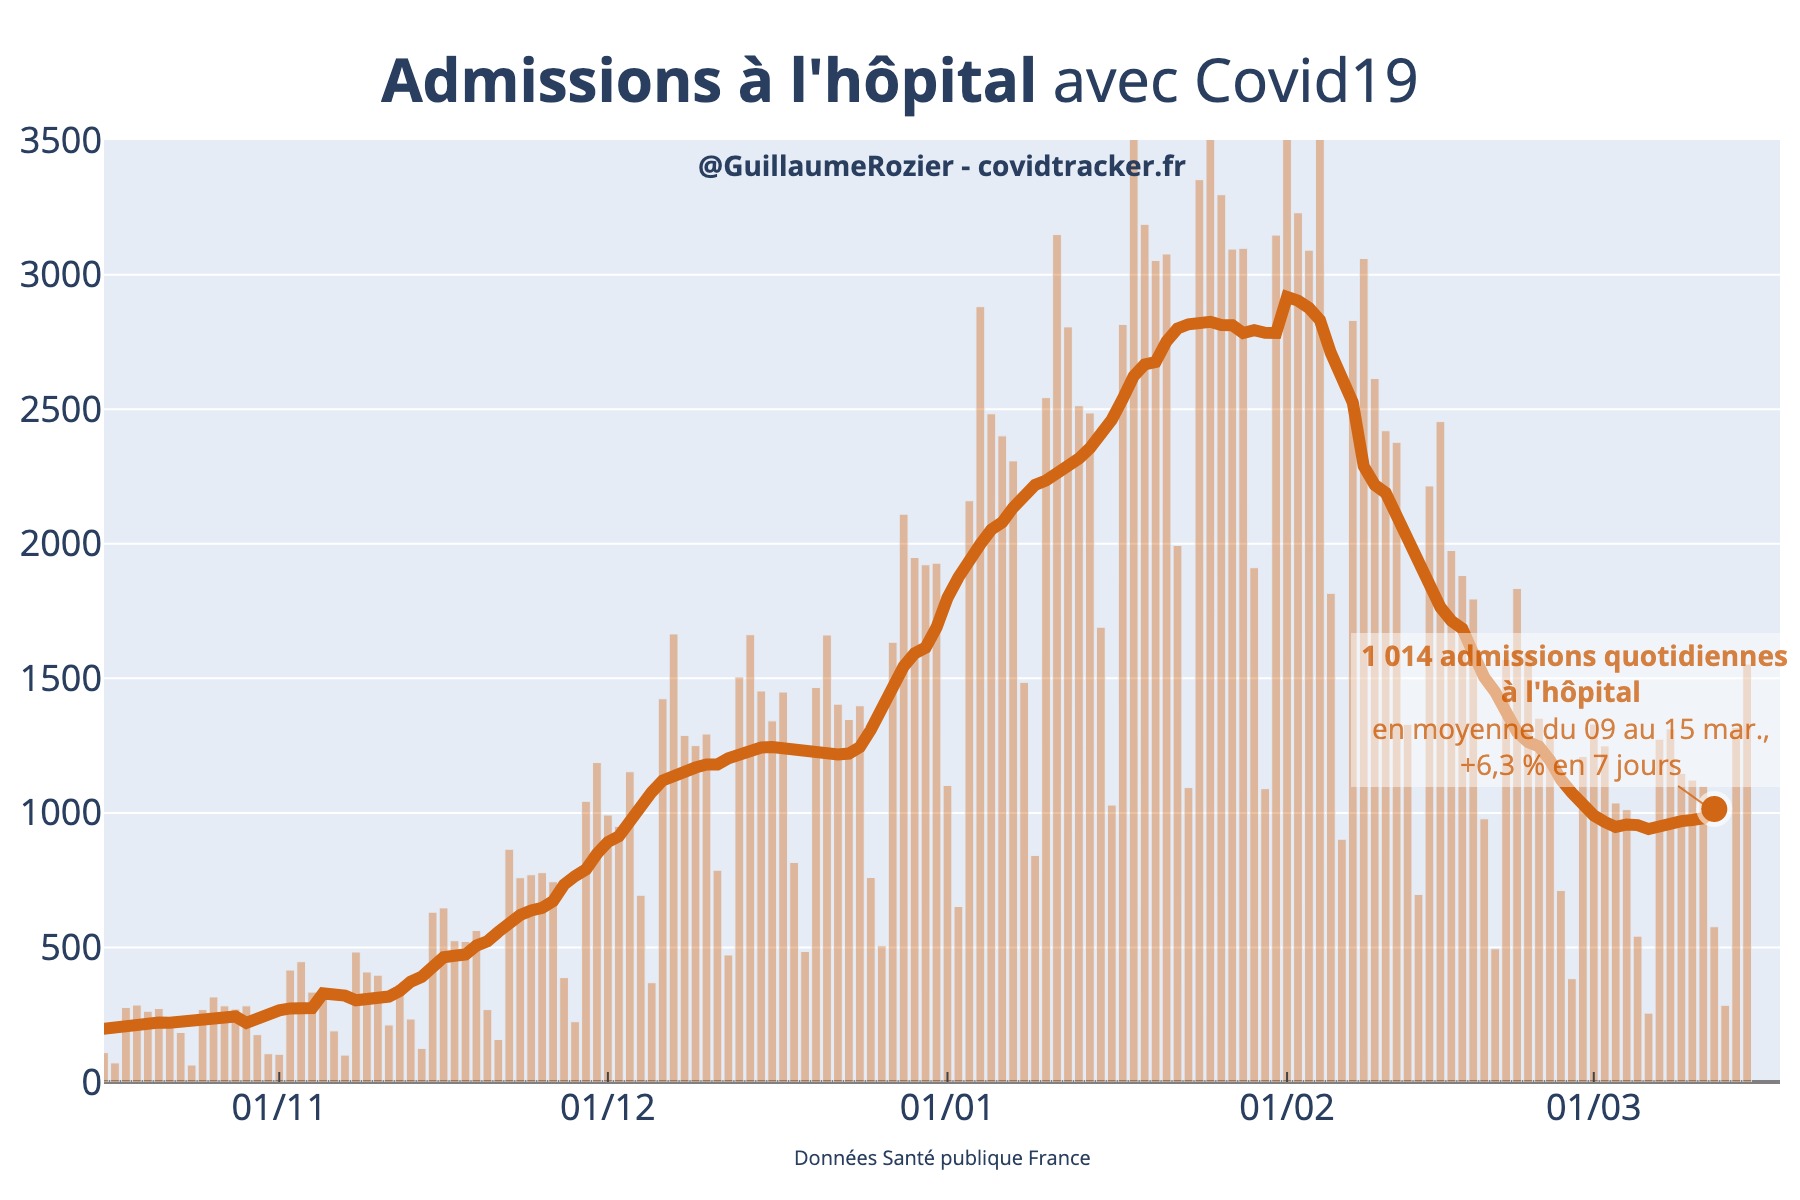 Admissions à l'hôpital avec Covid19
@GuillaumeRozier - covidtracker.fr
3500
3000
2500
2000
1500
1000
500
0
1 014 admissions quotidiennes
à l'hôpital
en moyenne du 09 au 15 mar.,
+6,3 % en 7 jours
01/11 01/12 01/01 01/02 01/03
Données Santé publique France